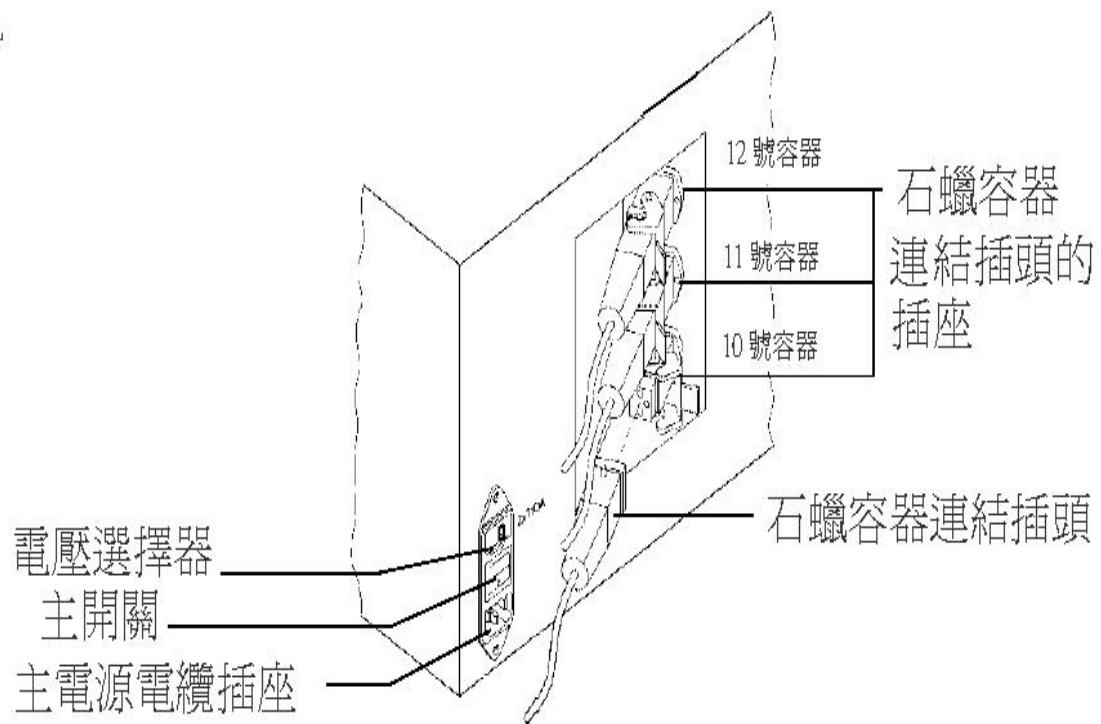 12 號容器
石蠟容器
連結插頭的
插座
11 號容器
10 號容器
石蠟容器連結插頭
電壓選擇器
主開關
主電源電纜插座